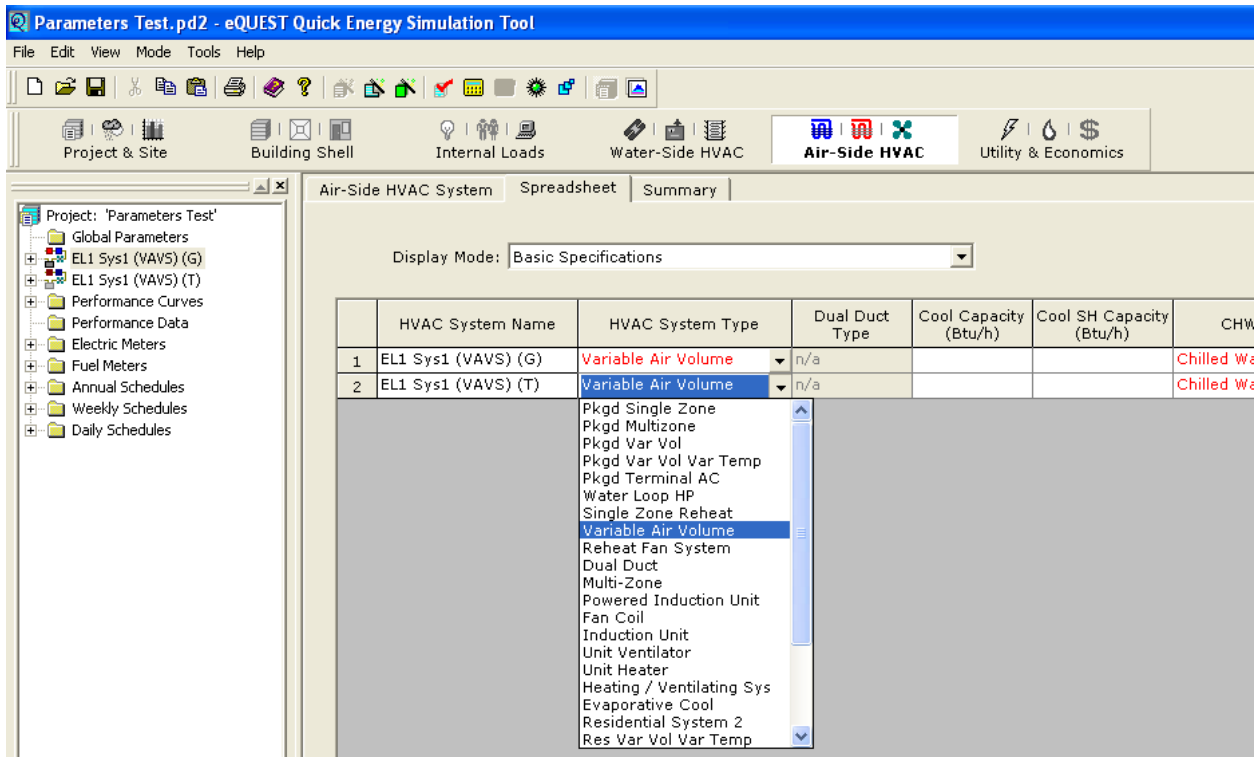 Parameters Test.pd2 - eQUEST Quick Energy Simulation Tool
File Edit View Mode Tools Help
Project & Site Building Shell Internal Loads Water-Side HVAC Air-Side HVAC Utility & Economics
Air-Side HVAC System Spreadsheet Summary
Project: 'Parameters Test'
Global Parameters
EL1 Sys1 (VAVS) (G)
EL1 Sys1 (VAVS) (T)
Performance Curves
Performance Data
Electric Meters
Fuel Meters
Annual Schedules
Weekly Schedules
Daily Schedules
Display Mode: Basic Specifications
HVAC System Name HVAC System Type Dual Duct Type Cool Capacity (Btu/h) Cool SH Capacity (Btu/h) CHW
1 EL1 Sys1 (VAVS) (G) Variable Air Volume n/a Chilled Wa
2 EL1 Sys1 (VAVS) (T) Variable Air Volume n/a Chilled Wa
Pkgd Single Zone
Pkgd Multizone
Pkgd Var Vol
Pkgd Var Vol Var Temp
Pkgd Terminal AC
Water Loop HP
Single Zone Reheat
Variable Air Volume
Reheat Fan System
Dual Duct
Multi-Zone
Powered Induction Unit
Fan Coil
Induction Unit
Unit Ventilator
Unit Heater
Heating / Ventilating Sys
Evaporative Cool
Residential System 2
Res Var Vol Var Temp